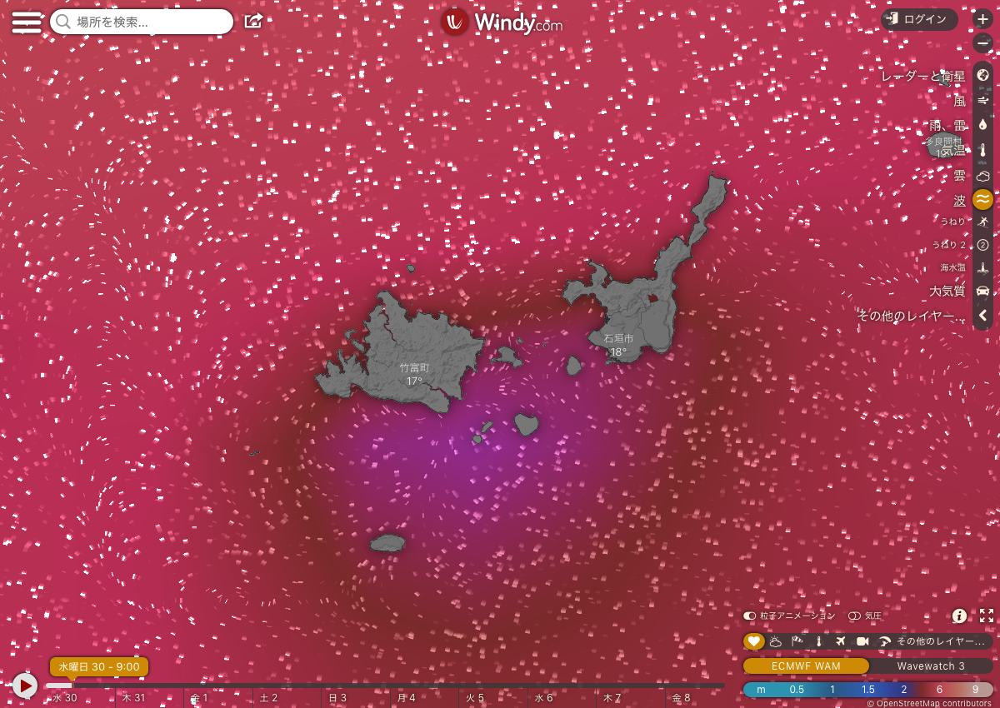 場所を検索...
Windy.com
ログイン
レーダーと衛星
風
雨、雷
多良間村
気温
雲
波
うねり
うねり 2
海水温
大気質
その他のレイヤー...
石垣市
18°
竹富町
17°
粒子アニメーション
気圧
その他のレイヤー...
水曜日 30 - 9:00
ECMWF WAM
Wavewatch 3
水 30
木 31
金 1
土 2
日 3
月 4
火 5
水 6
木 7
金 8
m 0.5 1 1.5 2 6 9
© OpenStreetMap contributors